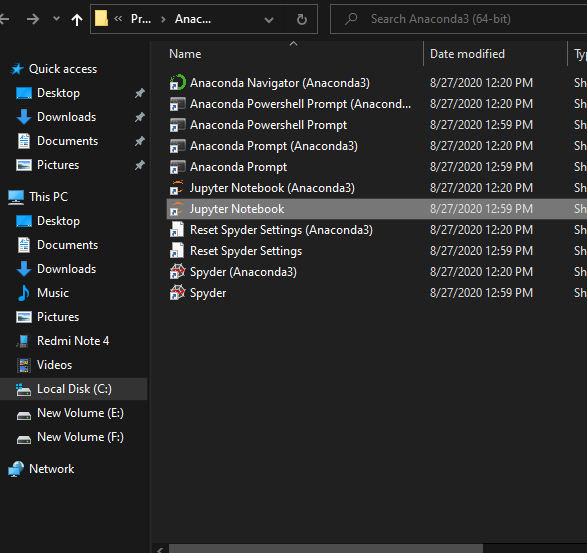 Pr... Anac...
Search Anaconda3 (64-bit)
Name Date modified Ty
Quick access
Desktop
Downloads
Documents
Pictures
This PC
Desktop
Documents
Downloads
Music
Pictures
Redmi Note 4
Videos
Local Disk (C:)
New Volume (E:)
New Volume (F:)
Network
Anaconda Navigator (Anaconda3) 8/27/2020 12:20 PM Sh
Anaconda Powershell Prompt (Anacond... 8/27/2020 12:20 PM Sh
Anaconda Powershell Prompt 8/27/2020 12:59 PM Sh
Anaconda Prompt (Anaconda3) 8/27/2020 12:20 PM Sh
Anaconda Prompt 8/27/2020 12:59 PM Sh
Jupyter Notebook (Anaconda3) 8/27/2020 12:20 PM Sh
Jupyter Notebook 8/27/2020 12:59 PM Sh
Reset Spyder Settings (Anaconda3) 8/27/2020 12:20 PM Sh
Reset Spyder Settings 8/27/2020 12:59 PM Sh
Spyder (Anaconda3) 8/27/2020 12:20 PM Sh
Spyder 8/27/2020 12:59 PM Sh